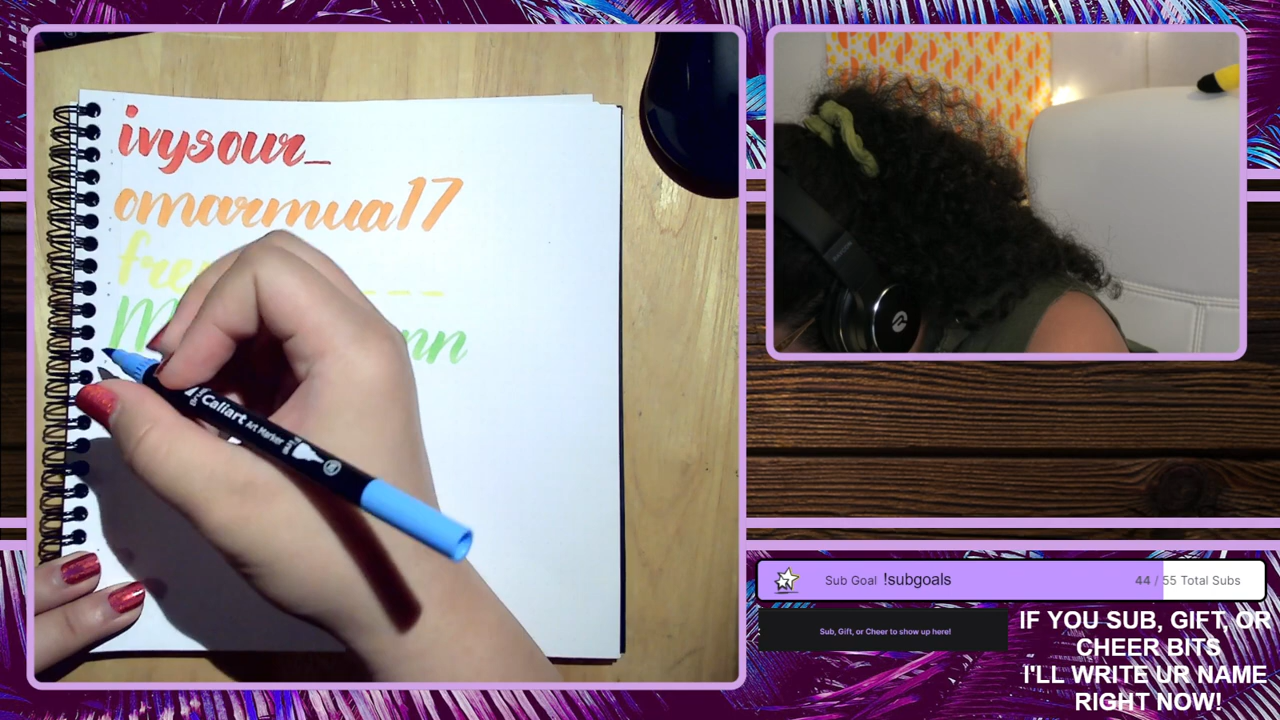 ivysour_
omarmua17
Caliart Art Marker
Sub Goal !subgoals
44 / 55 Total Subs
Sub, Gift, or Cheer to show up here!
IF YOU SUB, GIFT, OR
CHEER BITS
I'LL WRITE UR NAME
RIGHT NOW!